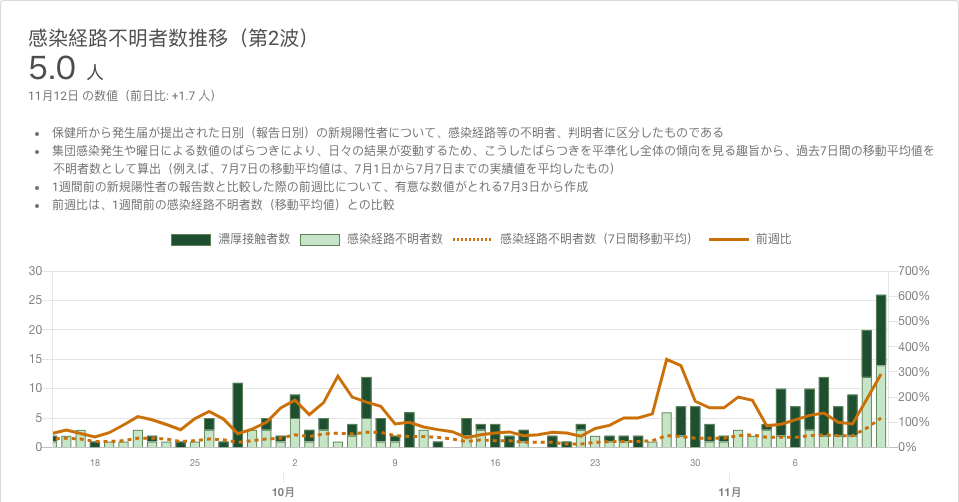 感染経路不明者数推移（第2波）
5.0 人
11月12日 の数値（前日比: +1.7 人）
• 保健所から発生届が提出された日別（報告日別）の新規陽性者について、感染経路等の不明者、判明者に区分したものである
• 集団感染発生や曜日による数値のばらつきにより、日々の結果が変動するため、こうしたばらつきを平準化し全体の傾向を見る趣旨から、過去7日間の移動平均値を
不明者数として算出（例えば、7月7日の移動平均値は、7月1日から7月7日までの実績値を平均したもの）
• 1週間前の新規陽性者の報告数と比較した際の前週比について、有意な数値がとれる7月3日から作成
• 前週比は、1週間前の感染経路不明者数（移動平均値）との比較
濃厚接触者数 感染経路不明者数 感染経路不明者数（7日間移動平均） 前週比
30 700%
25 600%
20 500%
15 400%
10 300%
5 200%
0 100%
0%
18 25 2 9 16 23 30 6
10月 11月